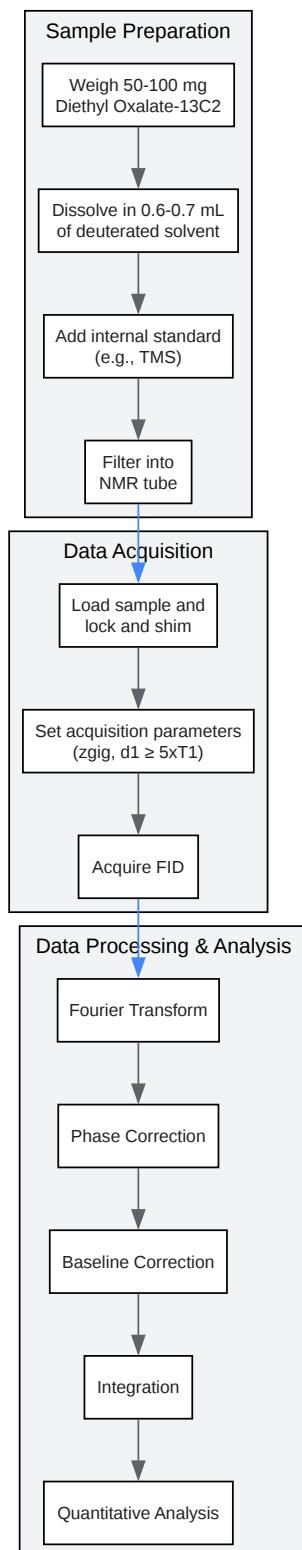 Sample Preparation
Weigh 50-100 mg
Diethyl Oxalate-13C2
Dissolve in 0.6-0.7 mL
of deuterated solvent
Add internal standard
(e.g., TMS)
Filter into
NMR tube
Data Acquisition
Load sample and
lock and shim
Set acquisition parameters
(zgig, d1 ≥ 5xT1)
Acquire FID
Data Processing & Analysis
Fourier Transform
Phase Correction
Baseline Correction
Integration
Quantitative Analysis